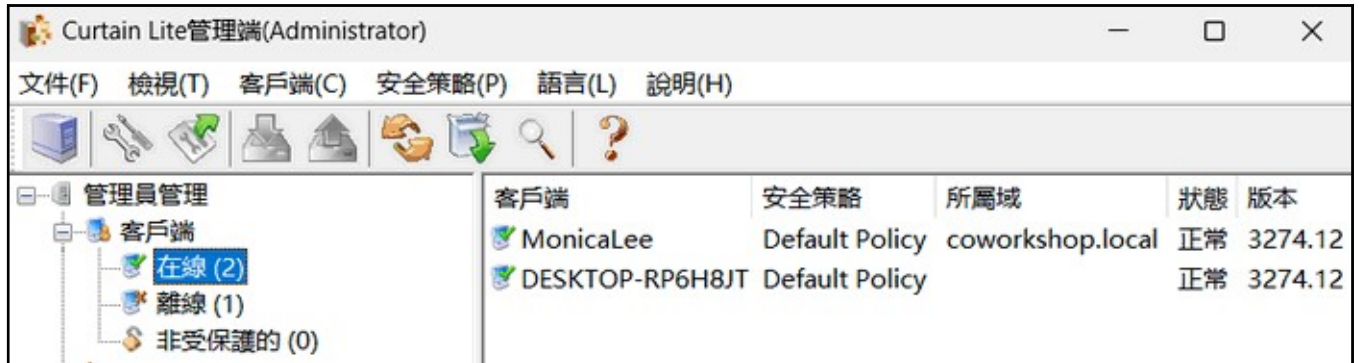 Curtain Lite管理端(Administrator)
文件(F) 檢視(T) 客戶端(C) 安全策略(P) 語言(L) 說明(H)
管理員管理
客戶端
在線 (2)
離線 (1)
非受保護的 (0)
客戶端 安全策略 所屬域 狀態 版本
MonicaLee Default Policy coworkshop.local 正常 3274.12
DESKTOP-RP6H8JT Default Policy 正常 3274.12